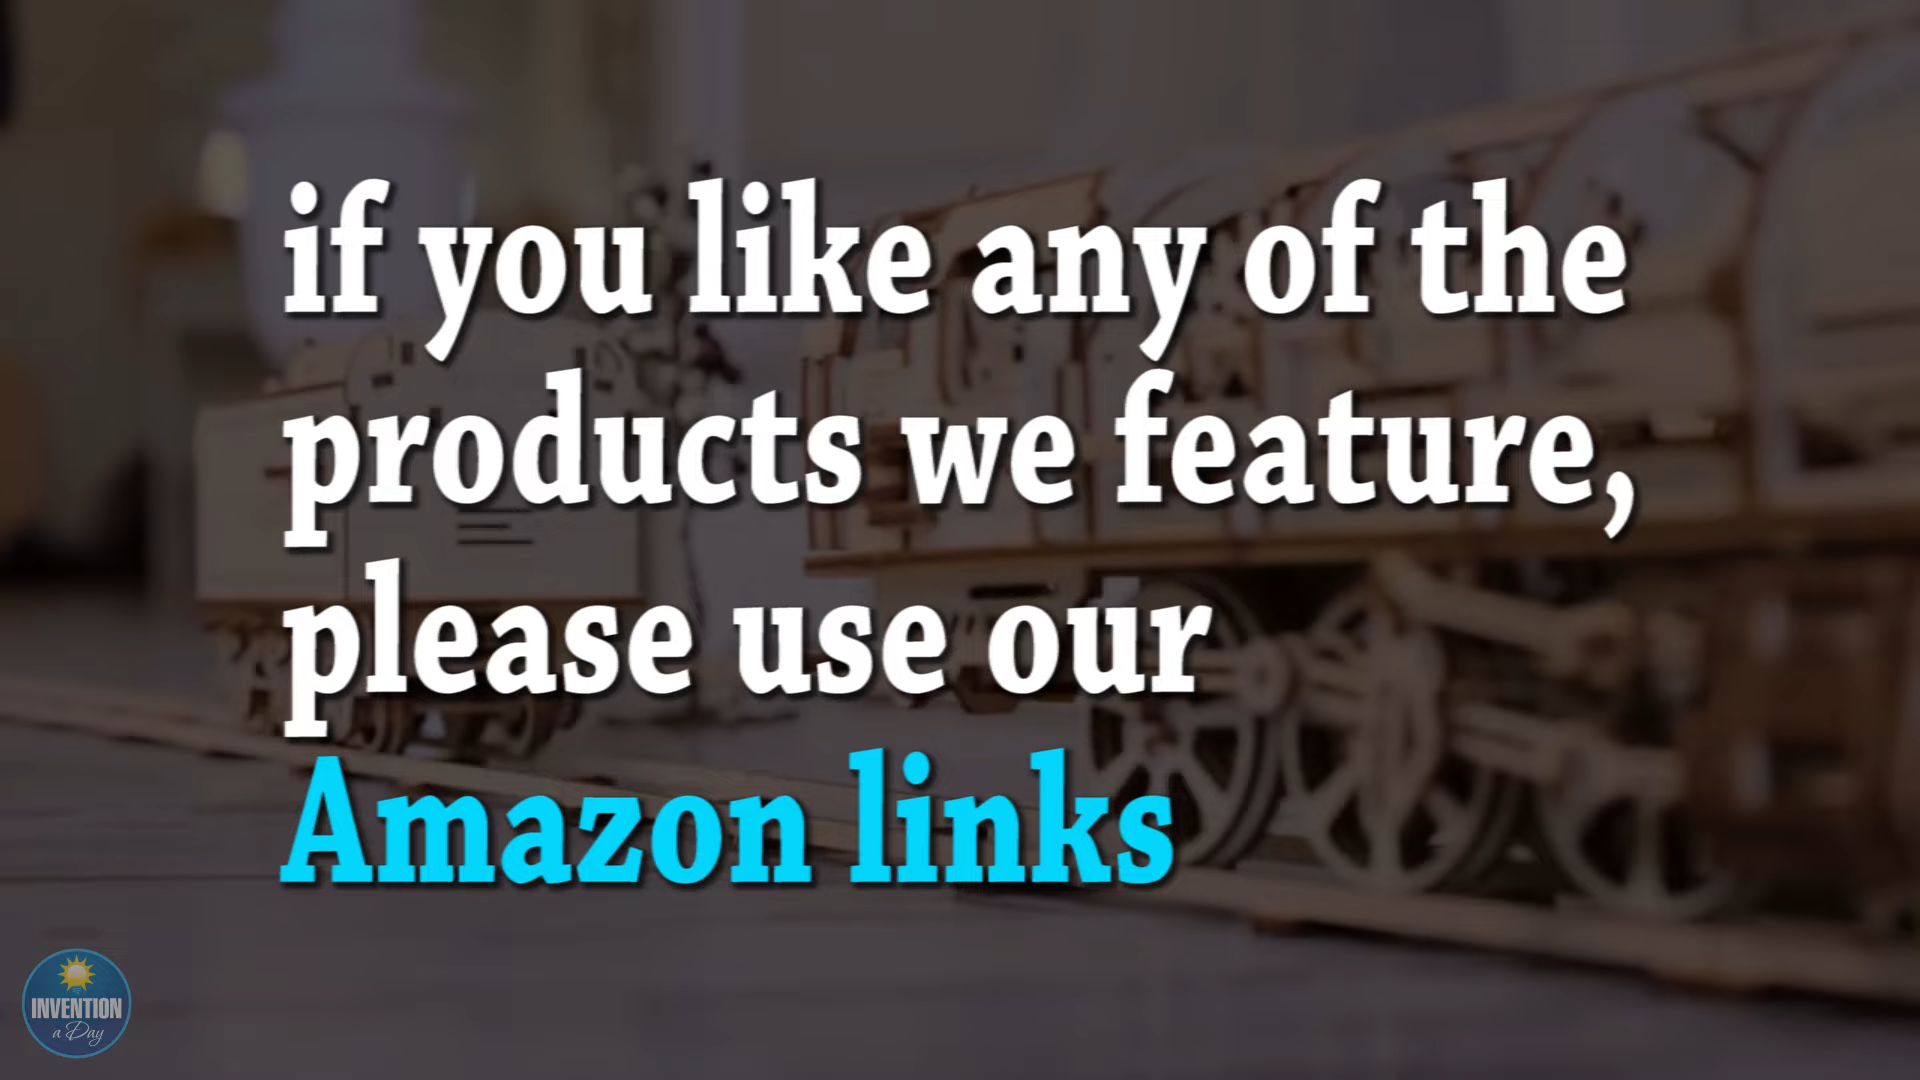 if you like any of the
products we feature,
please use our
Amazon links
INVENTION
a Day